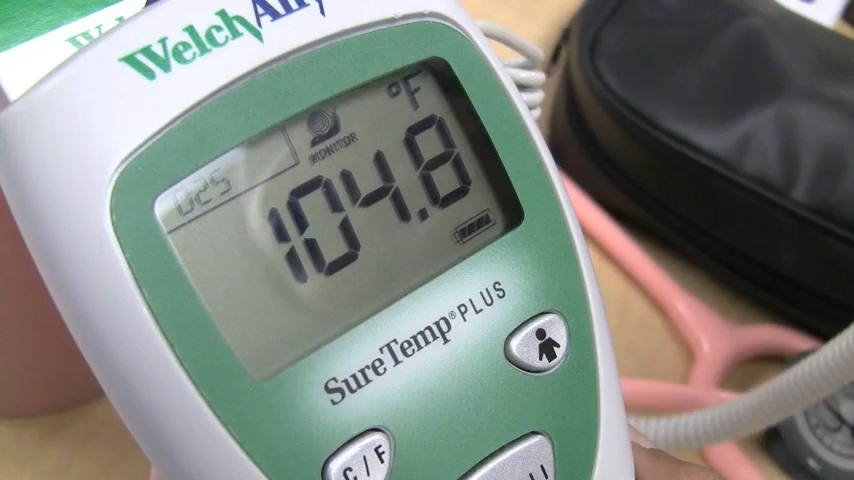 WelchAllyn
°F
MONITOR
025
104.8
SureTemp® PLUS
C/F